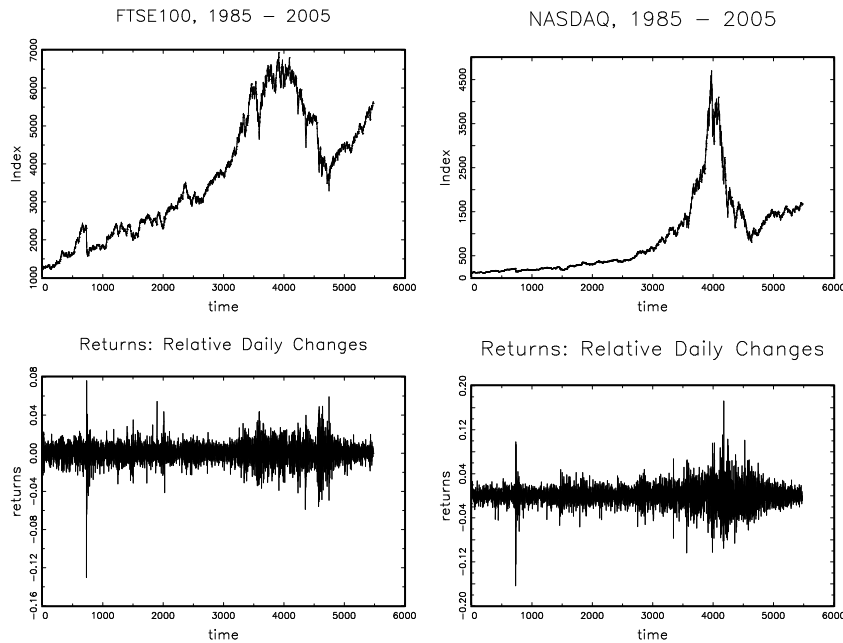 FTSE100, 1985 – 2005
Index
7000
6000
5000
4000
3000
2000
1000
0 1000 2000 3000 4000 5000 6000
time
NASDAQ, 1985 – 2005
Index
4500
3500
2500
1500
500
0
0 1000 2000 3000 4000 5000 6000
time
Returns: Relative Daily Changes
returns
0.08
0.04
0.00
−0.04
−0.08
−0.12
−0.16
0 1000 2000 3000 4000 5000 6000
time
Returns: Relative Daily Changes
returns
0.20
0.12
0.04
−0.04
−0.12
−0.20
0 1000 2000 3000 4000 5000 6000
time